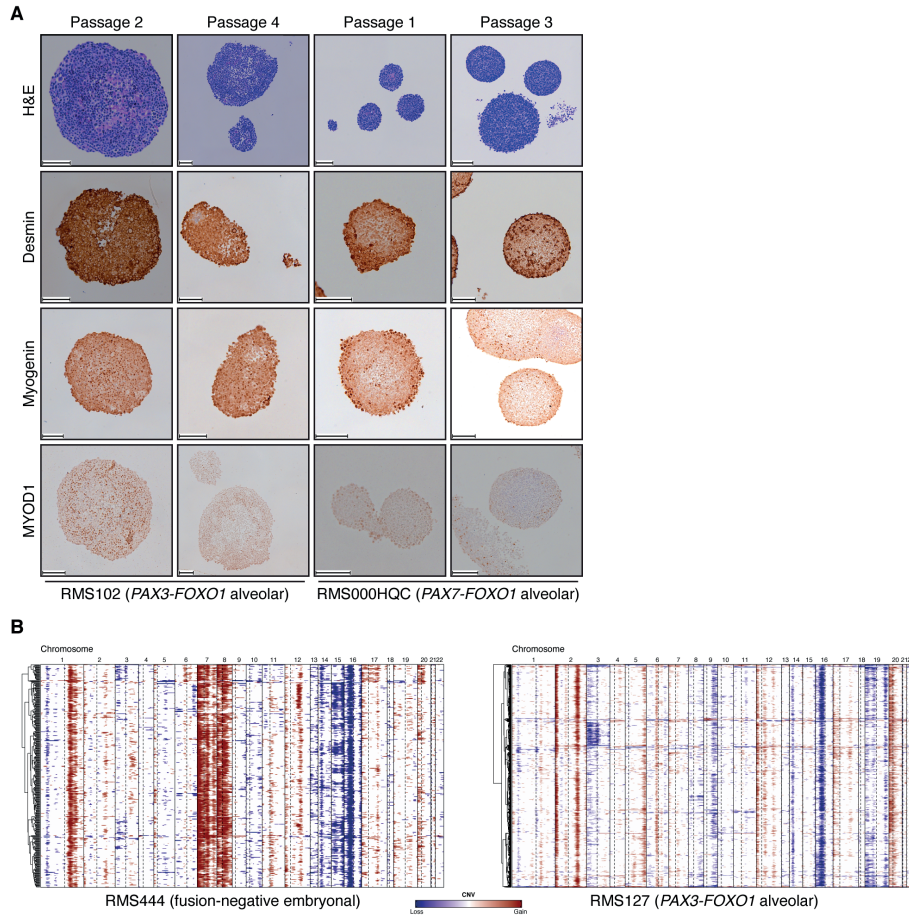 A
Passage 2 Passage 4 Passage 1 Passage 3
H&E
Desmin
Myogenin
MYOD1
RMS102 (PAX3-FOXO1 alveolar) RMS000HQC (PAX7-FOXO1 alveolar)
B
Chromosome Chromosome
1 2 3 4 5 6 7 8 9 10 11 12 13 14 15 16 17 18 19 20 21 22 1 2 3 4 5 6 7 8 9 10 11 12 13 14 15 16 17 18 19 20 212
RMS444 (fusion-negative embryonal) CNV RMS127 (PAX3-FOXO1 alveolar)
Loss Gain